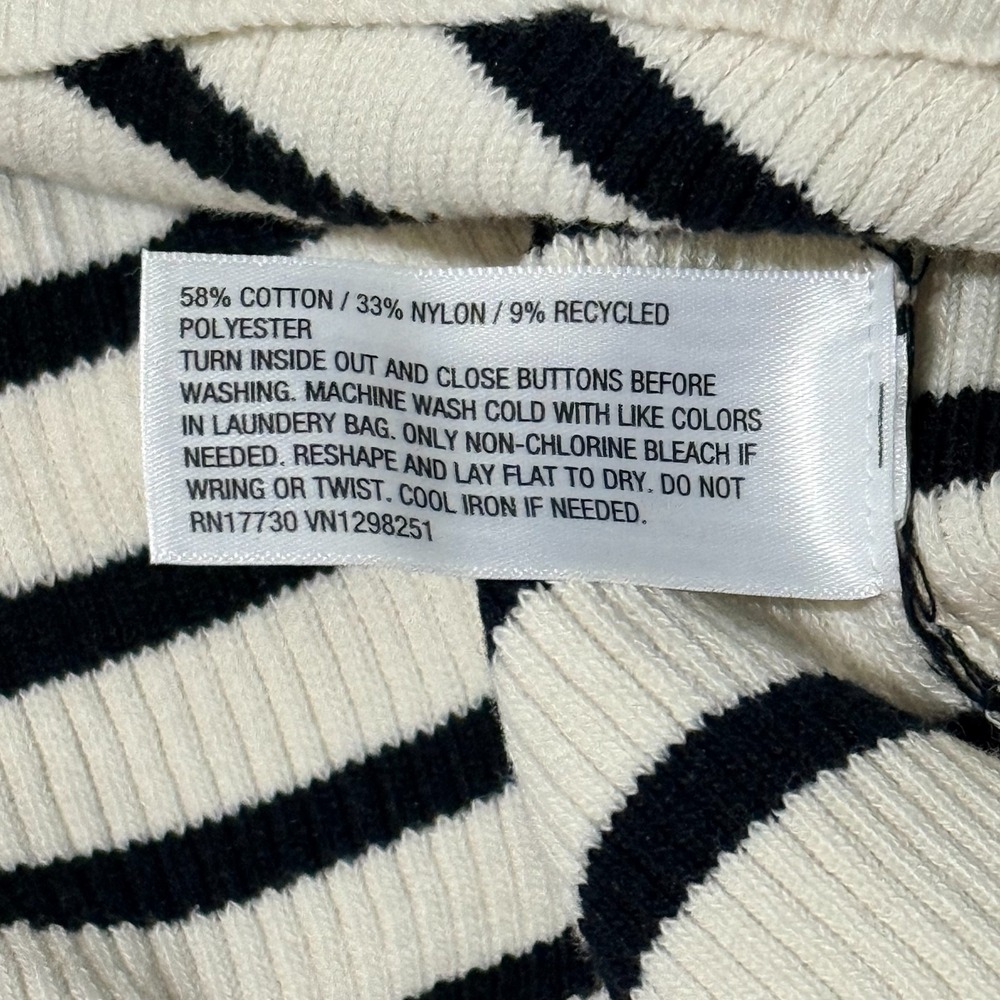 58% COTTON / 33% NYLON / 9% RECYCLED
POLYESTER
TURN INSIDE OUT AND CLOSE BUTTONS BEFORE
WASHING. MACHINE WASH COLD WITH LIKE COLORS
IN LAUNDERY BAG. ONLY NON-CHLORINE BLEACH IF
NEEDED. RESHAPE AND LAY FLAT TO DRY. DO NOT
WRING OR TWIST. COOL IRON IF NEEDED.
RN17730 VN1298251